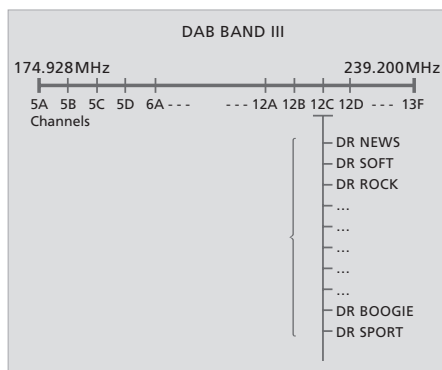 DAB BAND III
174.928MHz 239.200MHz
5A 5B 5C 5D 6A - - - - - - 12A 12B 12C 12D - - - 13F
Channels
DR NEWS
DR SOFT
DR ROCK
...
...
...
...
...
DR BOOGIE
DR SPORT